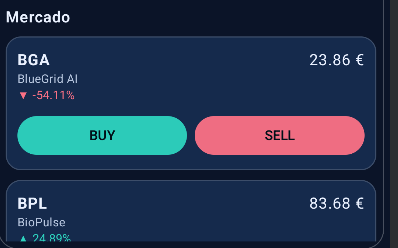 Mercado
BGA 23.86 €
BlueGrid AI
▼ -54.11%
BUY SELL
BPL 83.68 €
BioPulse
▲ 24.89%